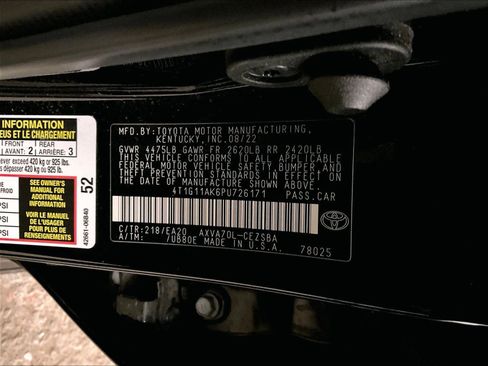 INFORMATION
EUS ET LE CHARGEMENT
FRONT
AVANT: 2
REAR
ARRIÈRE: 3
never exceed 420 kg or 925 lbs.
dépasser 420 kg ou 925 lb.
SEE OWNER'S
MANUAL FOR
ADDITIONAL
INFORMATION
VOIR LE MANUEL
DE L'USAGER
POUR PLUS DE
RENSEIGNEMENTS
PSI
PSI
52
42661-06B40
MFD.BY:TOYOTA MOTOR MANUFACTURING,
KENTUCKY, INC.08/22
GVWR 4475LB GAWR FR 2620LB RR 2420LB
THIS VEHICLE CONFORMS TO ALL APPLICABLE
FEDERAL MOTOR VEHICLE SAFETY, BUMPER AND
THEFT PREVENTION STANDARDS IN EFFECT ON THE
DATE OF MANUFACTURE SHOWN ABOVE.
4T1G11AK6PU726171 PASS.CAR
C/TR:218/EA20 AXVA70L-CEZSBA
A/TM: /UB80E MADE IN U.S.A. 78025